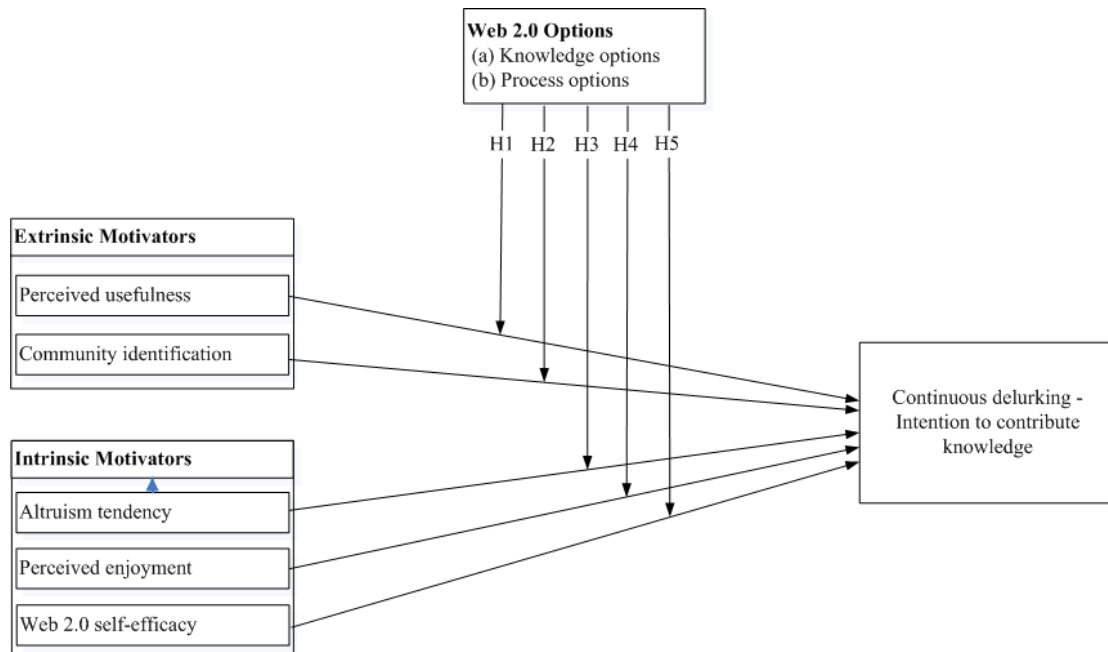 Web 2.0 Options
(a) Knowledge options
(b) Process options
H1 H2 H3 H4 H5
Extrinsic Motivators
Perceived usefulness
Community identification
Continuous delurking -
Intention to contribute
knowledge
Intrinsic Motivators
Altruism tendency
Perceived enjoyment
Web 2.0 self-efficacy